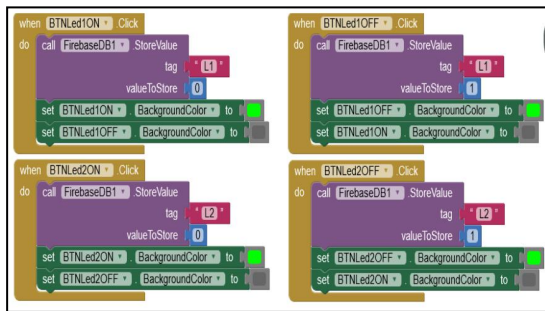 when BTNLed1ON .Click
do call FirebaseDB1 .StoreValue
tag " L1 "
valueToStore 0
set BTNLed1ON . BackgroundColor to
set BTNLed1OFF . BackgroundColor to
when BTNLed1OFF .Click
do call FirebaseDB1 .StoreValue
tag " L1 "
valueToStore 1
set BTNLed1OFF . BackgroundColor to
set BTNLed1ON . BackgroundColor to
when BTNLed2ON .Click
do call FirebaseDB1 .StoreValue
tag " L2 "
valueToStore 0
set BTNLed2ON . BackgroundColor to
set BTNLed2OFF . BackgroundColor to
when BTNLed2OFF .Click
do call FirebaseDB1 .StoreValue
tag " L2 "
valueToStore 1
set BTNLed2OFF . BackgroundColor to
set BTNLed2ON . BackgroundColor to